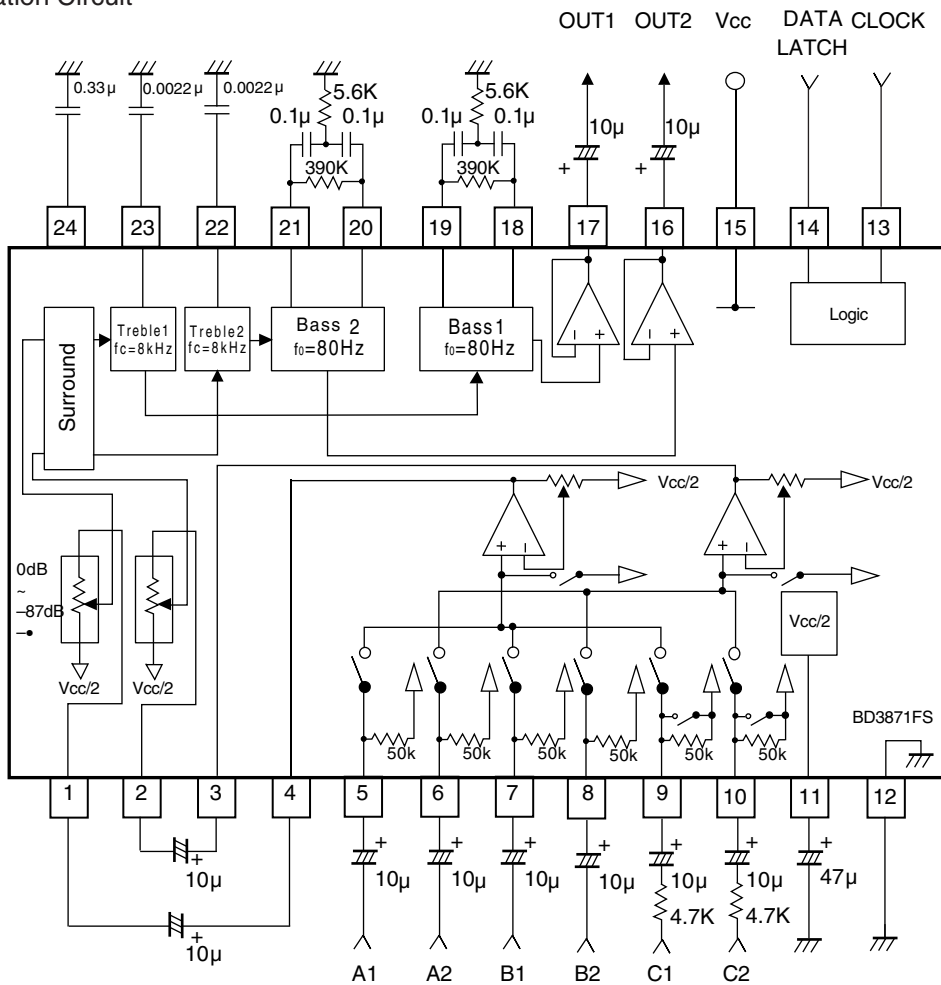 ation Circuit
OUT1 OUT2 Vcc DATA CLOCK
LATCH
0.33µ 0.0022µ 0.0022µ 5.6K 5.6K
0.1µ 0.1µ 0.1µ 0.1µ 10µ 10µ
+ +
390K 390K
24 23 22 21 20 19 18 17 16 15 14 13
Surround
Treble1 Treble2 Bass 2 Bass1
fc=8kHz fc=8kHz f0=80Hz f0=80Hz
− + − +
Logic
Vcc/2 Vcc/2
+ − + −
0dB
~
−87dB
−•
Vcc/2 Vcc/2
Vcc/2
BD3871FS
50k 50k 50k 50k 50k 50k
1 2 3 4 5 6 7 8 9 10 11 12
+ + + + + + + +
10µ 10µ 10µ 10µ 10µ 10µ 10µ 47µ
4.7K 4.7K
+
10µ
A1 A2 B1 B2 C1 C2